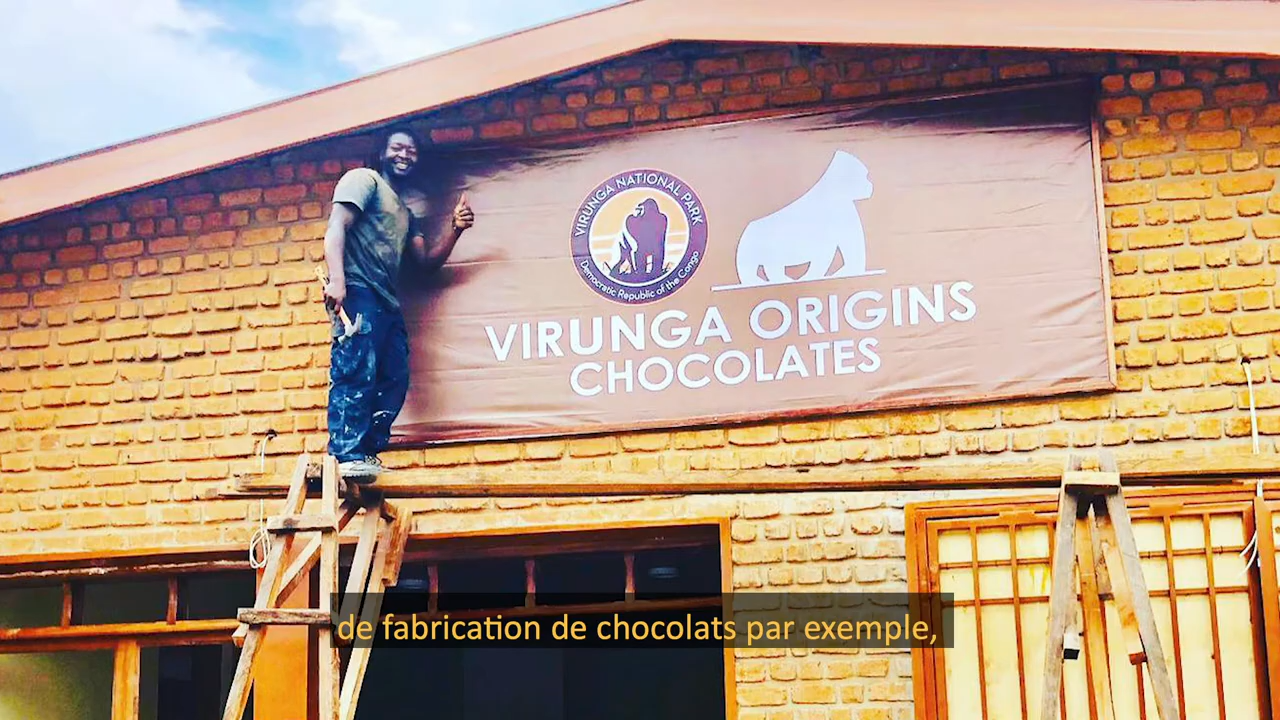 VIRUNGA NATIONAL PARK
Democratic Republic of the Congo
VIRUNGA ORIGINS
CHOCOLATES
de fabrication de chocolats par exemple,